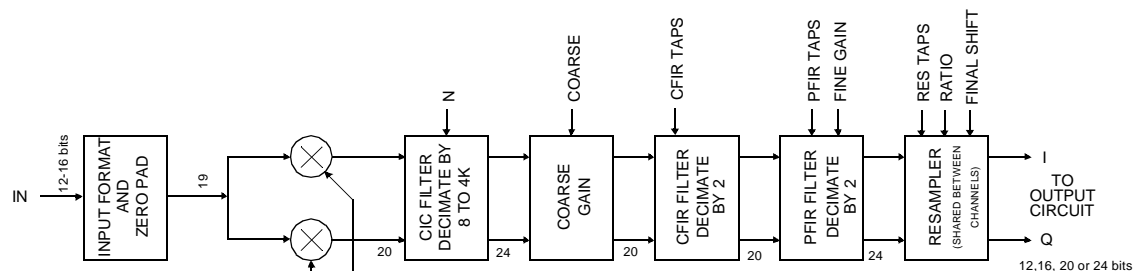 N
COARSE
CFIR TAPS
PFIR TAPS
FINE GAIN
RES TAPS
RATIO
FINAL SHIFT
IN
12-16 bits
INPUT FORMAT
AND
ZERO PAD
19
20
CIC FILTER
DECIMATE BY
8 TO 4K
24
COARSE
GAIN
20
CFIR FILTER
DECIMATE
BY 2
20
PFIR FILTER
DECIMATE
BY 2
24
RESAMPLER
(SHARED BETWEEN
CHANNELS)
I
TO
OUTPUT
CIRCUIT
Q
12,16, 20 or 24 bits